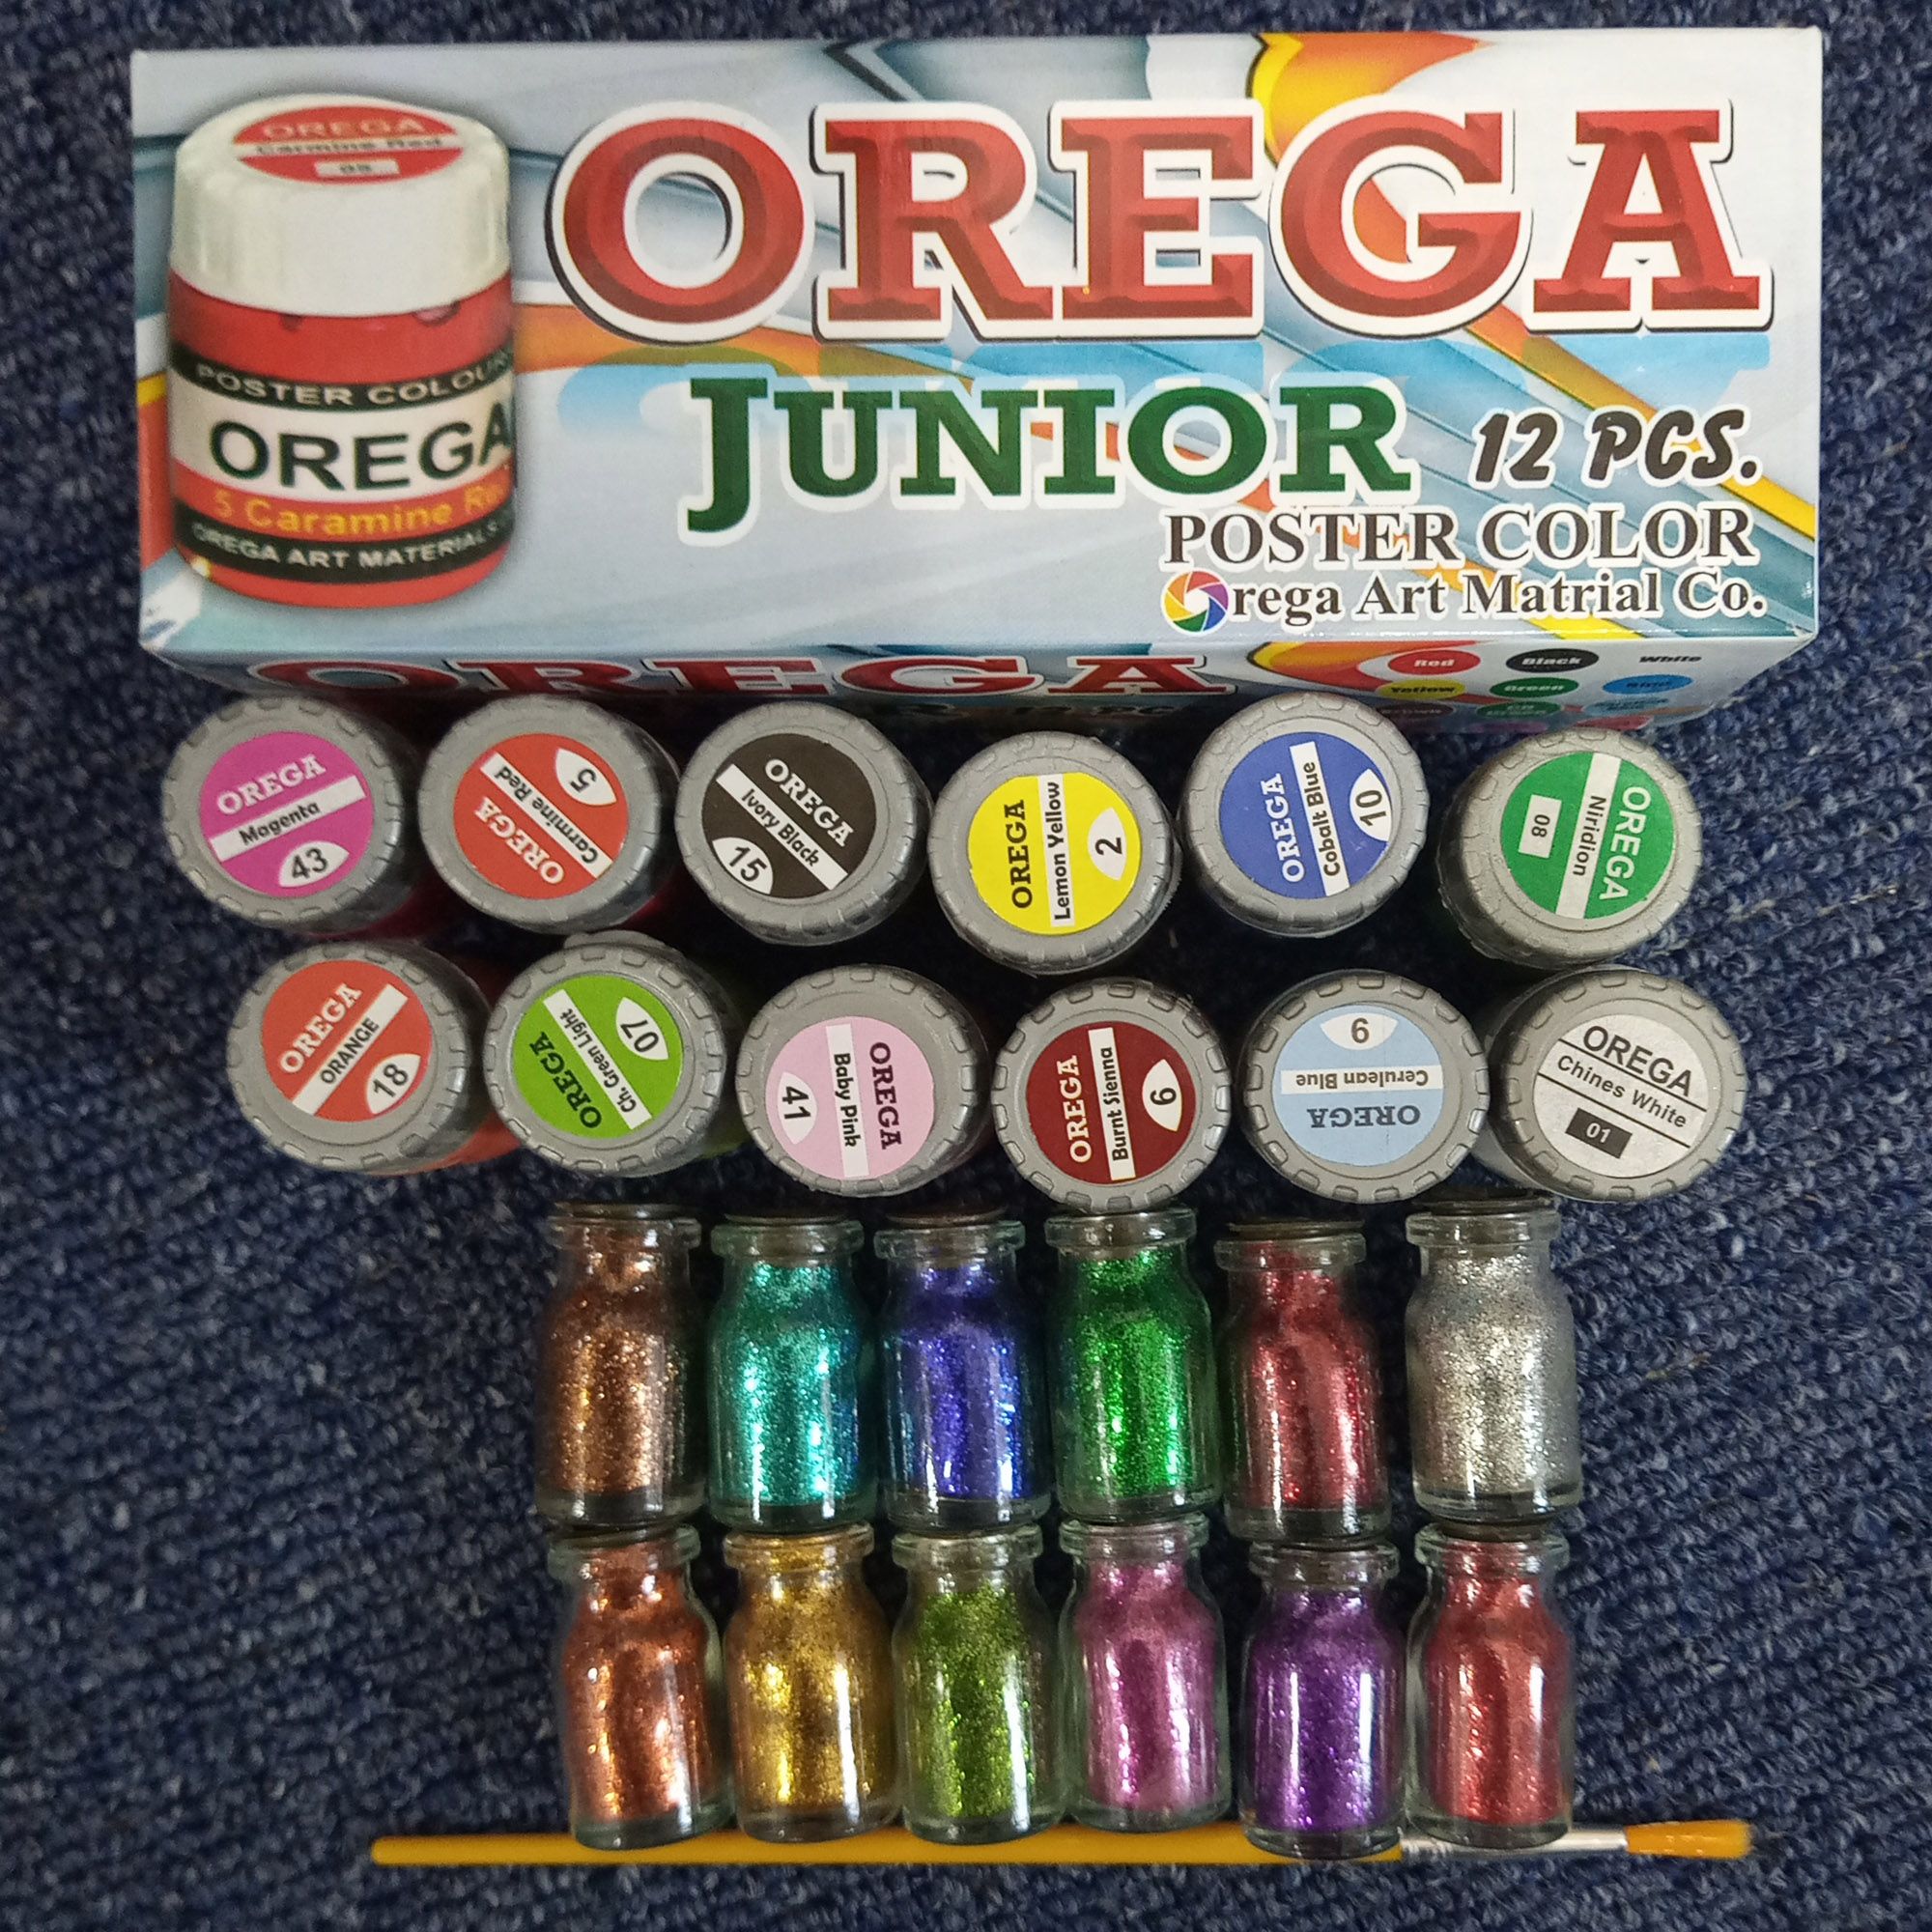 OREGA
Carmine Red
05
POSTER COLOUR
OREGA
5 Caramine
OREGA ART MATERIALS
OREGA
JUNIOR
12 PCS.
POSTER COLOR
Orega Art Matrial Co.
OREGA
Red
Black
White
Yellow
Green
OREGA
Magenta
43
OREGA
Carmine Red
5
OREGA
Ivory Black
15
OREGA
Lemon Yellow
2
OREGA
Cobalt Blue
10
OREGA
Niridion
08
OREGA
ORANGE
18
OREGA
Ch. Green Light
07
OREGA
Baby Pink
41
OREGA
Burnt Sienna
6
OREGA
Cerulean Blue
9
OREGA
Chines White
01